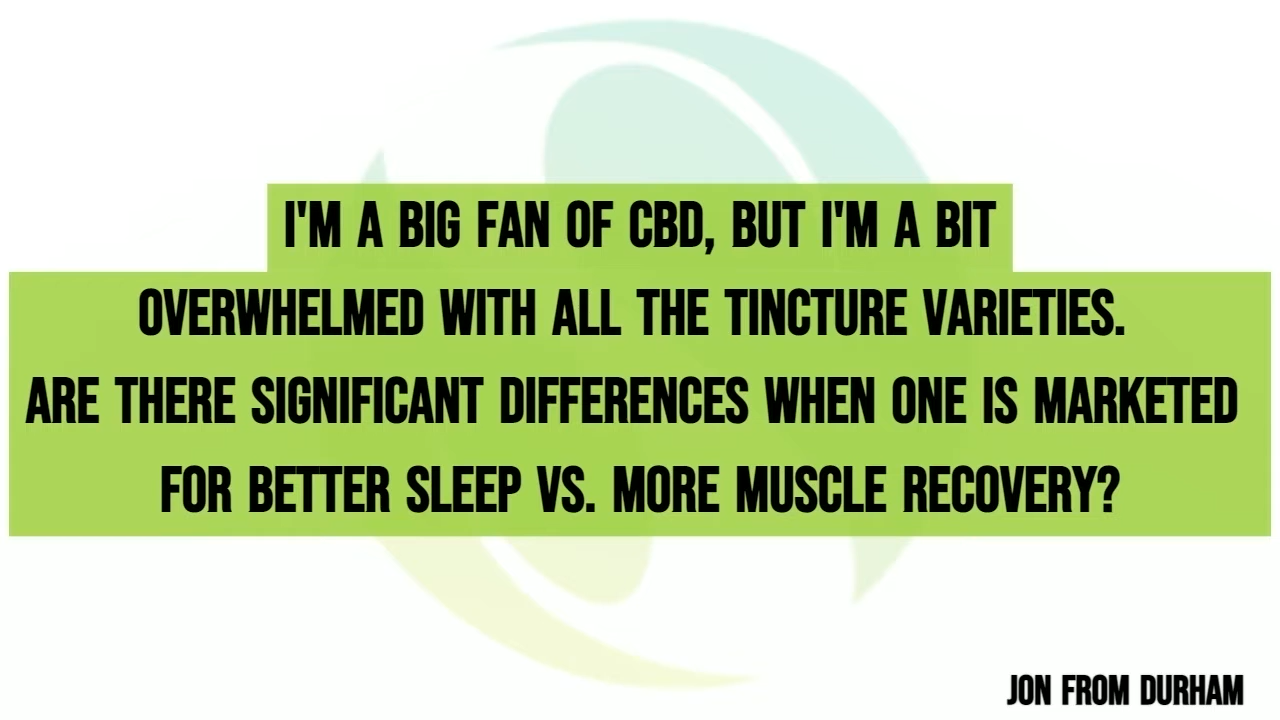 I'M A BIG FAN OF CBD, BUT I'M A BIT
OVERWHELMED WITH ALL THE TINCTURE VARIETIES.
ARE THERE SIGNIFICANT DIFFERENCES WHEN ONE IS MARKETED
FOR BETTER SLEEP VS. MORE MUSCLE RECOVERY?
JON FROM DURHAM